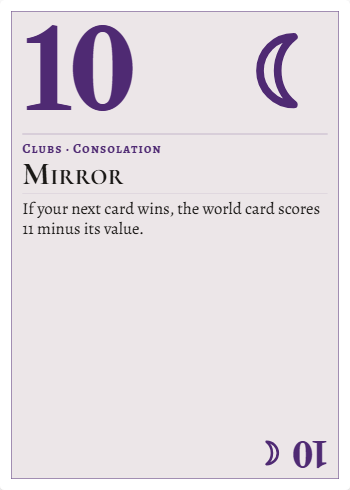 10
Clubs · Consolation
Mirror
If your next card wins, the world card scores
11 minus its value.
10